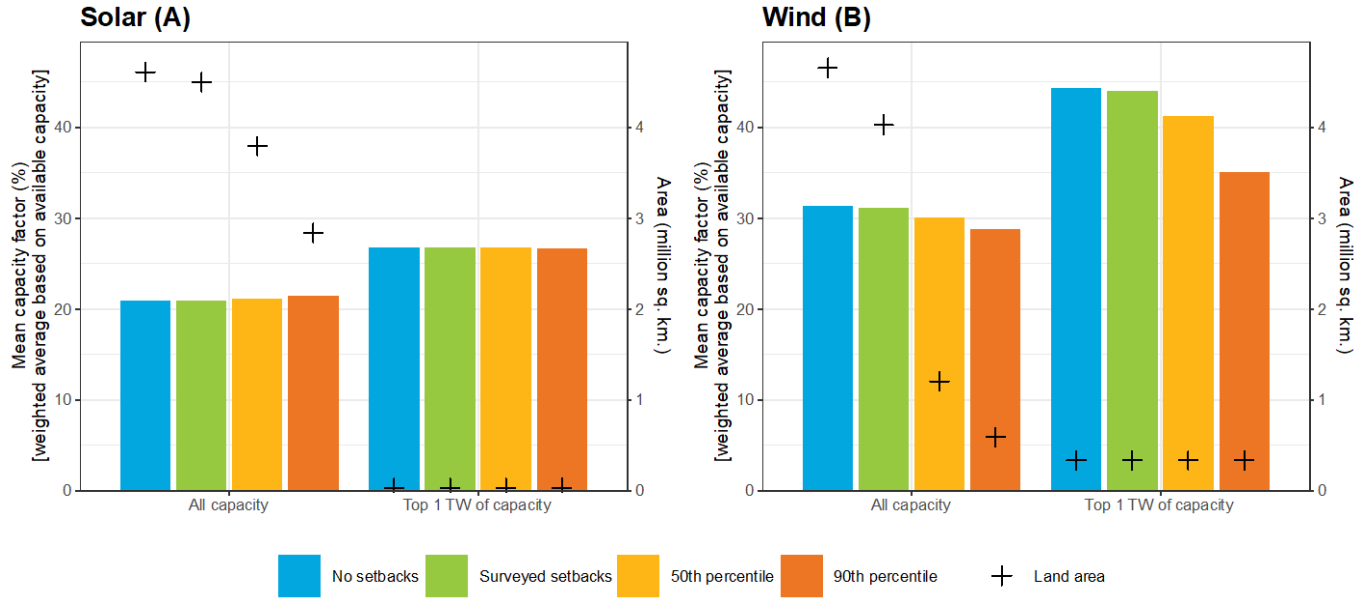 Solar (A)
Mean capacity factor (%)
[weighted average based on available capacity]
40
30
20
10
0
4
3
2
1
0
Area (million sq. km.)
All capacity
Top 1 TW of capacity
Wind (B)
Mean capacity factor (%)
[weighted average based on available capacity]
40
30
20
10
0
4
3
2
1
0
Area (million sq. km.)
All capacity
Top 1 TW of capacity
No setbacks
Surveyed setbacks
50th percentile
90th percentile
Land area